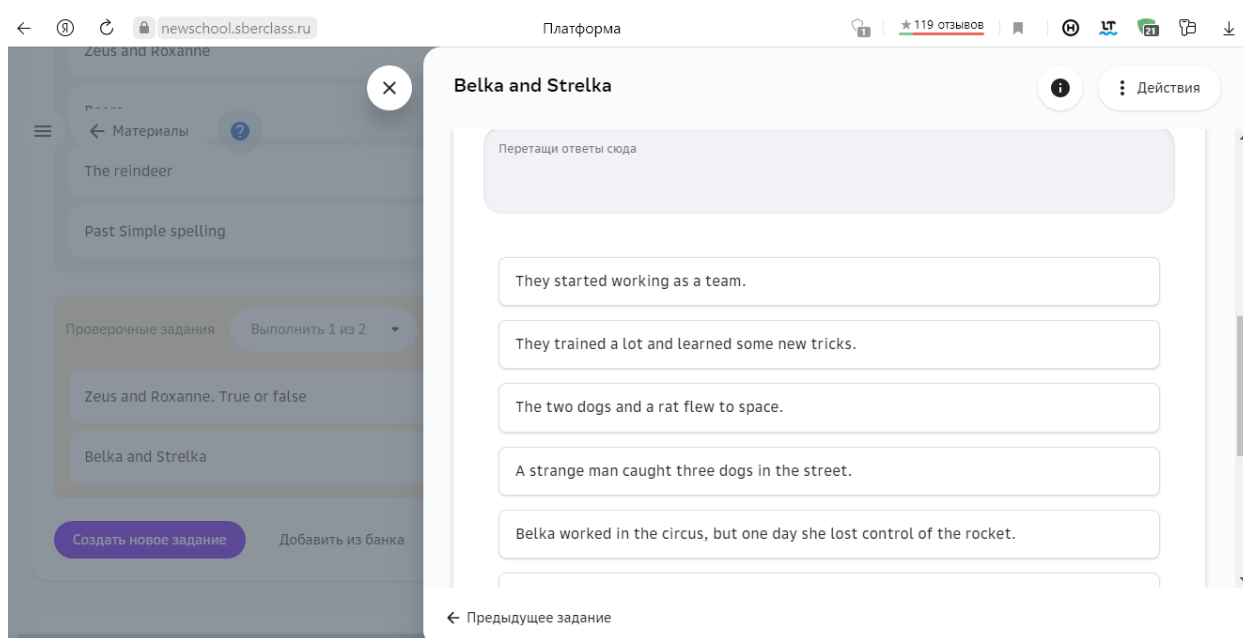 newschool.sberclass.ru
Платформа
119 отзывов
21
Zeus and Roxanne
Материалы
The reindeer
Past Simple spelling
Проверочные задания
Выполнить 1 из 2
Zeus and Roxanne. True or false
Belka and Strelka
Создать новое задание
Добавить из банка
Belka and Strelka
Действия
Перетащи ответы сюда
They started working as a team.
They trained a lot and learned some new tricks.
The two dogs and a rat flew to space.
A strange man caught three dogs in the street.
Belka worked in the circus, but one day she lost control of the rocket.
Предыдущее задание